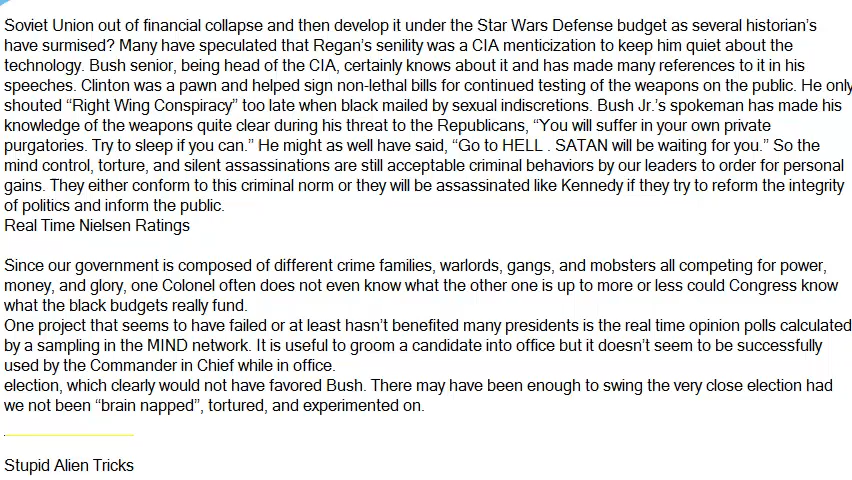 Soviet Union out of financial collapse and then develop it under the Star Wars Defense budget as several historian's
have surmised? Many have speculated that Regan's senility was a CIA menticization to keep him quiet about the
technology. Bush senior, being head of the CIA, certainly knows about it and has made many references to it in his
speeches. Clinton was a pawn and helped sign non-lethal bills for continued testing of the weapons on the public. He only
shouted “Right Wing Conspiracy” too late when black mailed by sexual indiscretions. Bush Jr.'s spokeman has made his
knowledge of the weapons quite clear during his threat to the Republicans, “You will suffer in your own private
purgatories. Try to sleep if you can.” He might as well have said, “Go to HELL . SATAN will be waiting for you.” So the
mind control, torture, and silent assassinations are still acceptable criminal behaviors by our leaders to order for personal
gains. They either conform to this criminal norm or they will be assassinated like Kennedy if they try to reform the integrity
of politics and inform the public.
Real Time Nielsen Ratings
Since our government is composed of different crime families, warlords, gangs, and mobsters all competing for power,
money, and glory, one Colonel often does not even know what the other one is up to more or less could Congress know
what the black budgets really fund.
One project that seems to have failed or at least hasn't benefited many presidents is the real time opinion polls calculated
by a sampling in the MIND network. It is useful to groom a candidate into office but it doesn't seem to be successfully
used by the Commander in Chief while in office.
election, which clearly would not have favored Bush. There may have been enough to swing the very close election had
we not been “brain napped”, tortured, and experimented on.
Stupid Alien Tricks